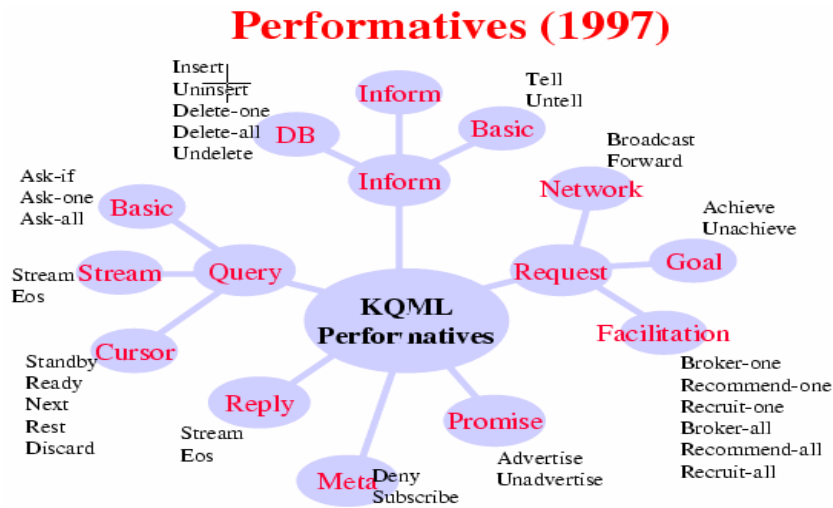 Performatives (1997)
Insert
Uninsert
Delete-one
Delete-all
Undelete
DB
Inform
Tell
Untell
Basic
Inform
Broadcast
Forward
Network
Ask-if
Ask-one
Ask-all
Basic
Achieve
Unachieve
Goal
Stream
Eos
Stream
Query
Request
KQML
Performatives
Facilitation
Cursor
Standby
Ready
Next
Rest
Discard
Broker-one
Recommend-one
Recruit-one
Broker-all
Recommend-all
Recruit-all
Reply
Stream
Eos
Promise
Advertise
Unadvertise
Meta
Deny
Subscribe